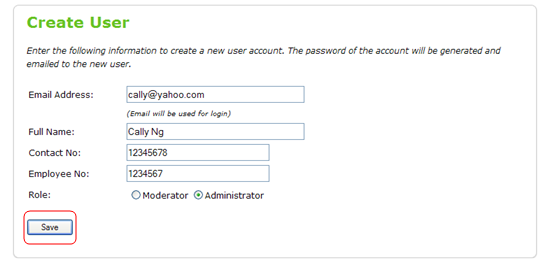 Create User
Enter the following information to create a new user account. The password of the account will be generated and
emailed to the new user.
Email Address: cally@yahoo.com
(Email will be used for login)
Full Name: Cally Ng
Contact No: 12345678
Employee No: 1234567
Role: Moderator Administrator
Save